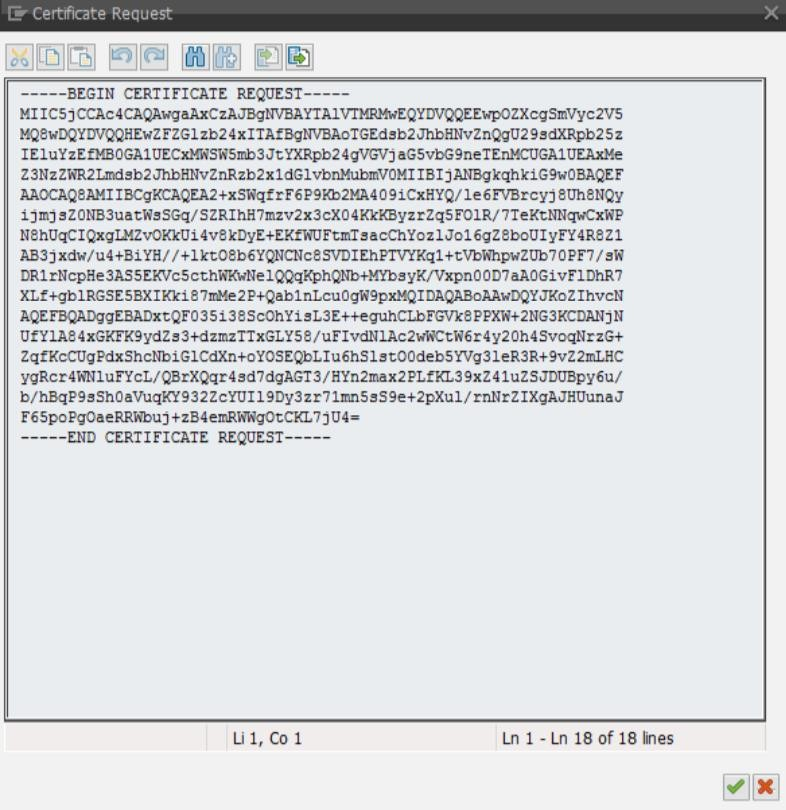 Certificate Request
-----BEGIN CERTIFICATE REQUEST-----
MIIC5jCCAc4CAQAwgaAxCzAJBgNVBAYTAlVTMRMwEQYDVQQEEwpOZXcgSmVyc2V5
MQ8wDQYDVQQHEwZFZGlzb24xITAfBgNVBAoTGEdsb2JhbHNvZnQgU29sdXRpb25z
IEluYzEfMB0GA1UECxMWSW5mb3JtYXRpb24gVGVjaG5vbG9neTEnMCUGA1UEAxMe
Z3NzZWR2Lmdsb2JhbHNvZnRzb2x1dGlvbnMubmV0MIIBIjANBgkqhkiG9w0BAQEF
AAOCAQ8AMIIBCgKCAQEA2+xSWqfrF6P9Kb2MA409iCxHYQ/le6FVBrcyj8Uh8NQy
ijmjsZ0NB3uatWsSGq/SZRIhH7mzv2x3cX04KkKByzrZq5FOlR/7TeKtNNqwCxWP
N8hUqCIQxgLMZvOKkUi4v8kDyE+EKfWUFtmTsacChYozlJo16gZ8boUIyFY4R8Z1
AB3jxdw/u4+BiYH//+lktO8b6YQNCNc8SVDIEhPTVYKq1+tVbWhpwZUb70PF7/sW
DR1rNcpHe3AS5EKVc5cthWKwNelQQqKphQNb+MYbsyK/Vxpn00D7aA0GivFlDhR7
XLf+gblRGSE5BXIKki87mMe2P+Qab1nLcu0gW9pxMQIDAQABoAAwDQYJKoZIhvcN
AQEFBQADggEBADxtQF035i38ScOhYisL3E++eguhCLbFGVk8PPXW+2NG3KCDANjN
UfYlA84xGKFK9ydZs3+dzmzTTxGLY58/uFIvdNlAc2wWCtW6r4y20h4SvoqNrzG+
ZqfKcCUgPdxShcNbiGlCdXn+oYOSEQbLIu6hSlstO0deb5YVg3leR3R+9vZ2mLHC
ygRcr4WNluFYcL/QBrXQqr4sd7dgAGT3/HYn2max2PLfKL39xZ41uZSJDUBpy6u/
b/hBqP9sSh0aVuqKY932ZcYUIl9Dy3zr71mn5sS9e+2pXul/rnNrZIXgAJHUunaJ
F65poPgOaeRRWbuj+zB4emRWWgOtCKL7jU4=
-----END CERTIFICATE REQUEST-----
Li 1, Co 1
Ln 1 - Ln 18 of 18 lines